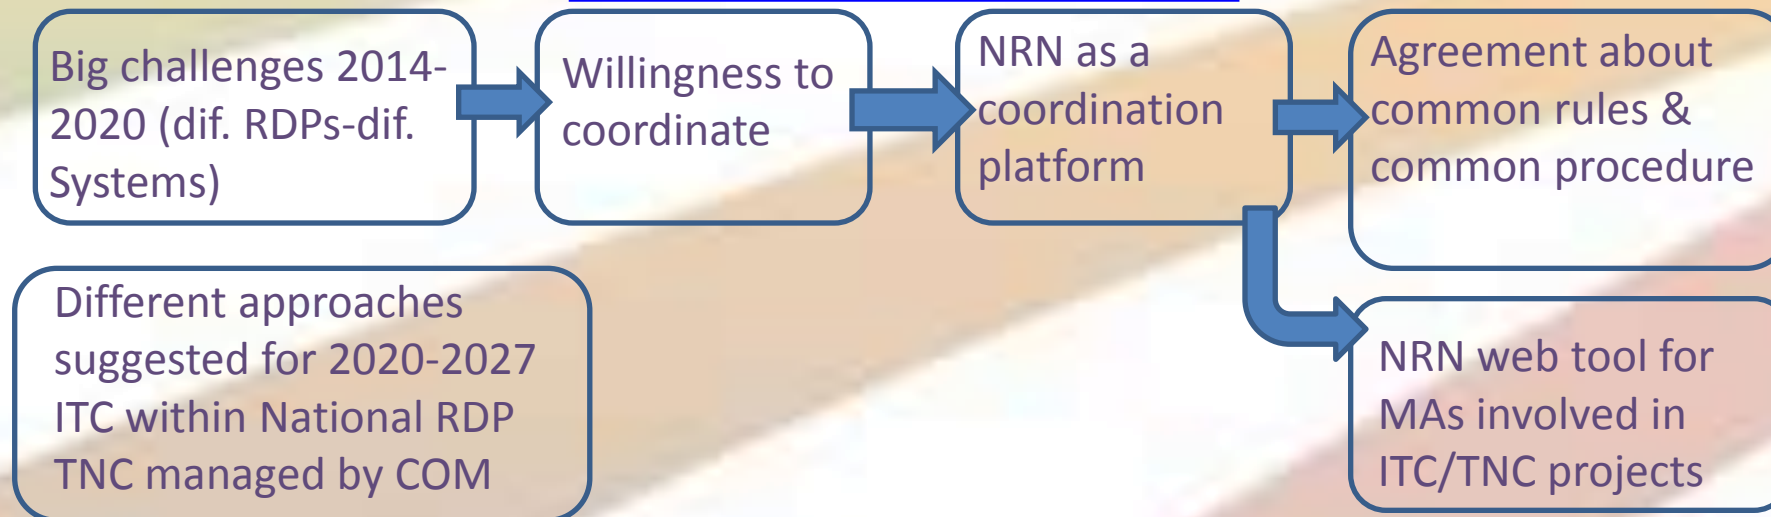 Big challenges 2014-
2020 (dif. RDPs-dif.
Systems)
Willingness to
coordinate
NRN as a
coordination
platform
Agreement about
common rules &
common procedure
Different approaches
suggested for 2020-2027
ITC within National RDP
TNC managed by COM
NRN web tool for
MAs involved in
ITC/TNC projects